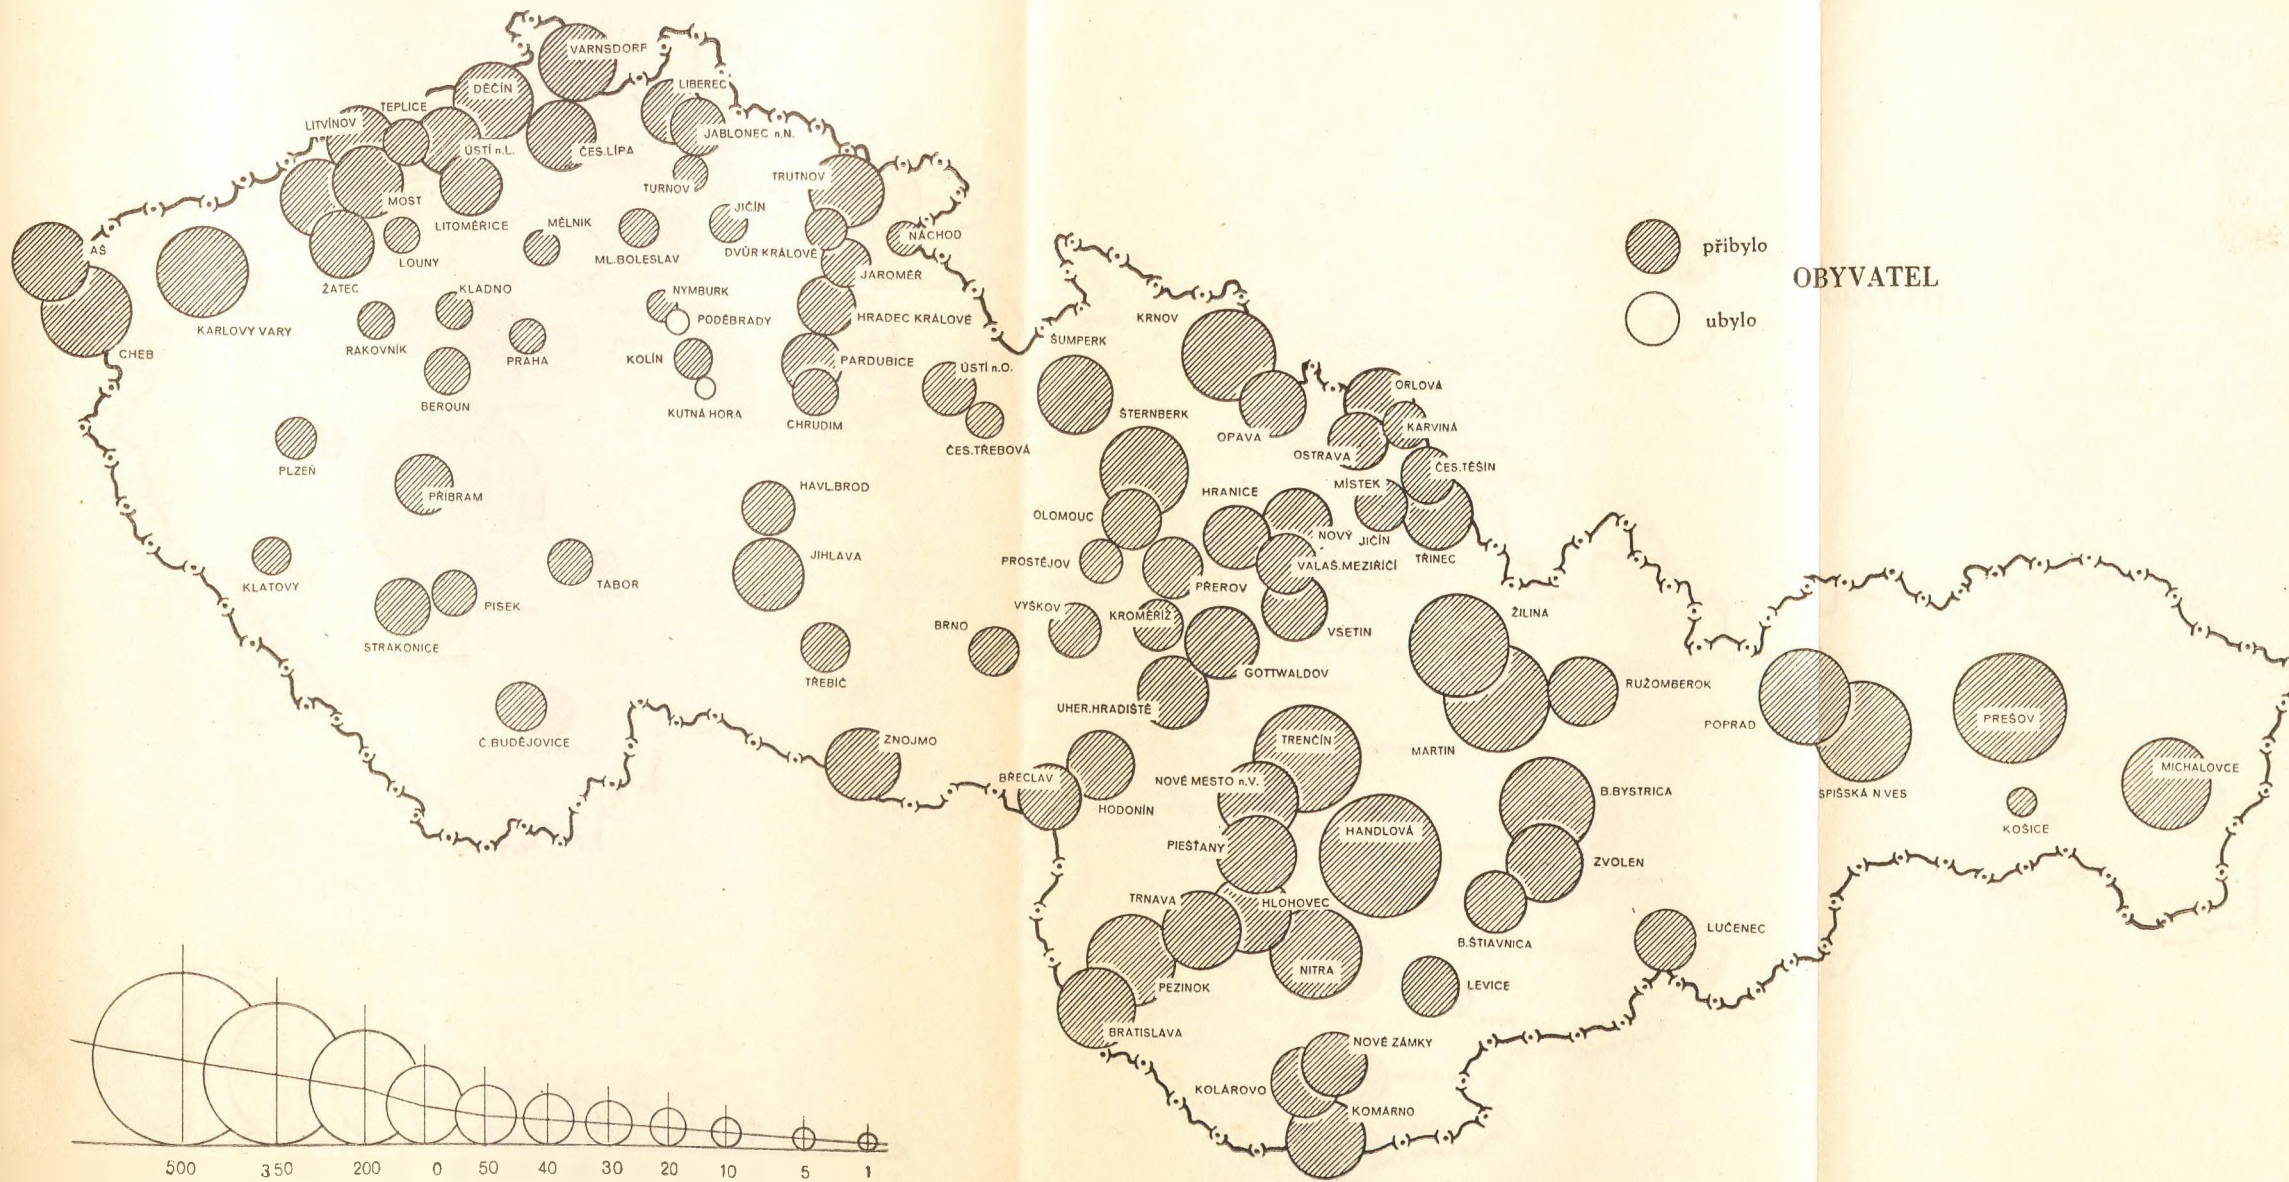 VARNSDORF
DĚČÍN
LIBEREC
TEPLICE
LITVÍNOV
JABLONEC n.N.
ÚSTÍ n.L.
ČES.LÍPA
TURNOV
TRUTNOV
MOST
LITOMĚŘICE
MĚLNIK
JIČÍN
NÁCHOD
AŠ
LOUNY
ML.BOLESLAV
DVŮR KRÁLOVÉ
JAROMĚŘ
ŽATEC
KLADNO
NYMBURK
PODĚBRADY
HRADEC KRÁLOVÉ
KARLOVY VARY
CHEB
RAKOVNÍK
PRAHA
KOLÍN
PARDUBICE
BEROUN
KUTNÁ HORA
CHRUDIM
ÚSTÍ n.O.
ČES.TŘEBOVÁ
ŠUMPERK
KRNOV
přibylo
OBYVATEL
ubylo
ŠTERNBERK
OPAVA
ORLOVÁ
KARVINÁ
OSTRAVA
ČES.TĚŠÍN
PLZEŇ
PŘÍBRAM
HAVL.BROD
HRANICE
MÍSTEK
OLOMOUC
NOVÝ JIČÍN
TŘINEC
JIHLAVA
PROSTĚJOV
VALAŠ.MEZIŘÍČÍ
KLATOVY
TÁBOR
PÍSEK
PŘEROV
STRAKONICE
VYŠKOV
KROMĚŘÍŽ
BRNO
VSETÍN
ŽILINA
TŘEBÍČ
GOTTWALDOV
RUŽOMBEROK
UHER.HRADIŠTĚ
Č.BUDĚJOVICE
ZNOJMO
TRENČÍN
MARTIN
POPRAD
PREŠOV
BŘECLAV
NOVÉ MESTO n.V.
B.BYSTRICA
MICHALOVCE
HODONÍN
SPIŠSKÁ N.VES
KOŠICE
HANDLOVÁ
PIEŠŤANY
ZVOLEN
TRNAVA
HLOHOVEC
B.ŠTIAVNICA
LUČENEC
NITRA
PEZINOK
LEVICE
BRATISLAVA
NOVÉ ZÁMKY
KOLÁROVO
KOMÁRNO
500 350 200 0 50 40 30 20 10 5 1